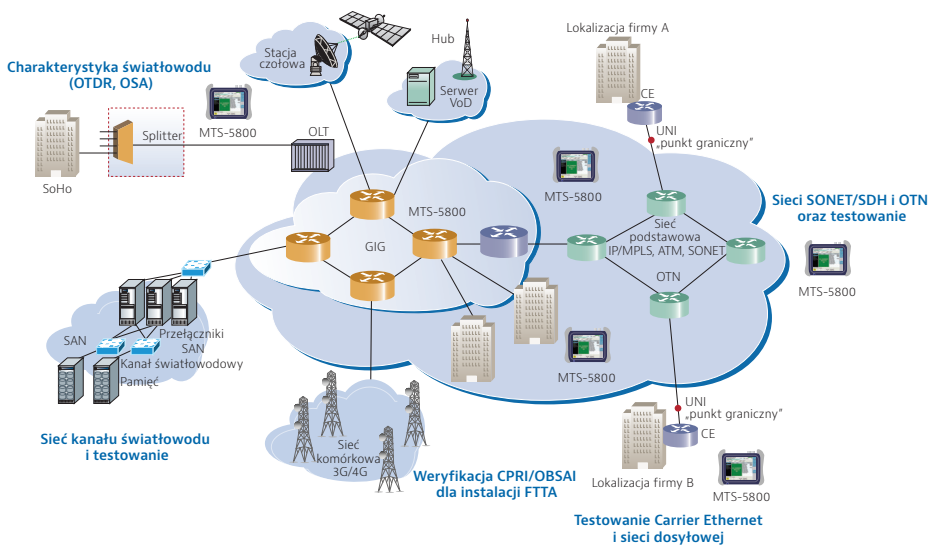 Charakterystyka światłowodu
(OTDR, OSA)
MTS-5800
Splitter
SoHo
OLT
Stacja
czołowa
Hub
Serwer
VoD
Lokalizacja firmy A
CE
UNI
„punkt graniczny”
MTS-5800
Sieci SONET/SDH i OTN
oraz testowanie
MTS-5800
MTS-5800
GIG
Sieć
podstawowa
IP/MPLS, ATM, SONET
OTN
SAN
Przełączniki
SAN
Kanał światłowodowy
Pamięć
Sieć kanału światłowodu
i testowanie
Sieć
komórkowa
3G/4G
Weryfikacja CPRI/OBSAI
dla instalacji FTTA
MTS-5800
UNI
„punkt graniczny”
CE
Lokalizacja firmy B
MTS-5800
Testowanie Carrier Ethernet
i sieci dosyłowej